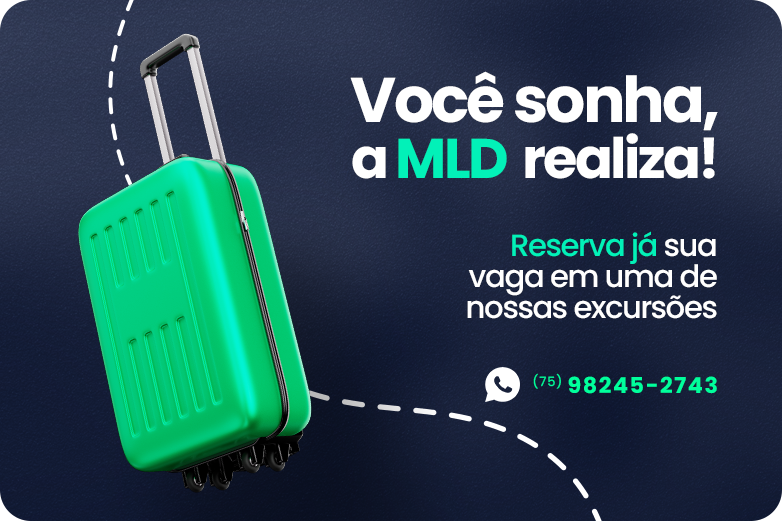 Você sonha,
a MLD realiza!
Reserva já sua
vaga em uma de
nossas excursões
(75) 98245-2743